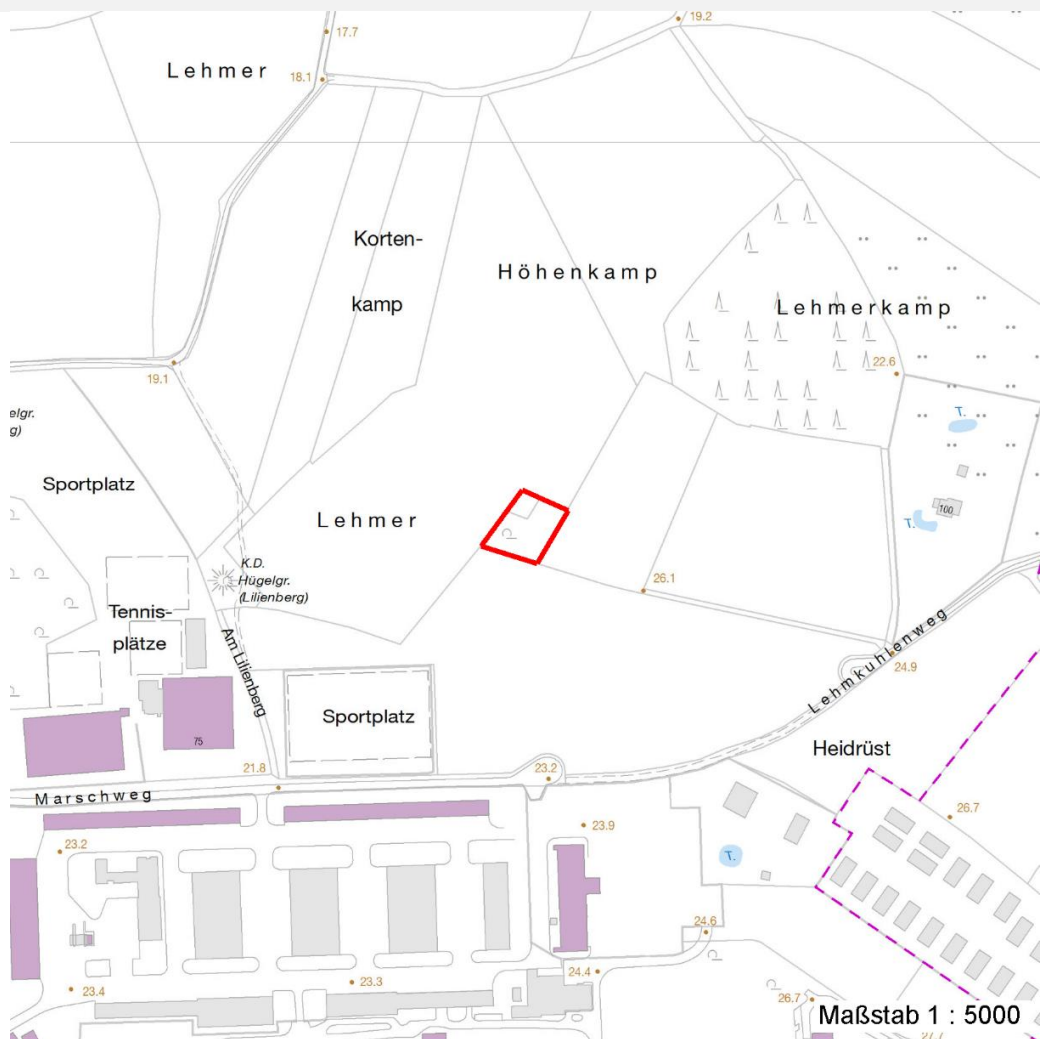 17.7
19.2
Lehmer
18.1
Korten-
kamp
Höhenkamp
Lehmerkamp
22.6
19.1
elgr.
g)
T.
Sportplatz
Lehmer
100
T.
K.D.
Hügelgr.
(Lilienberg)
26.1
Tennis-
plätze
Am Lilienberg
Lehmkuhlenweg
24.9
Sportplatz
75
Heidrüst
21.8
23.2
Marschweg
26.7
23.9
23.2
T.
24.6
24.4
23.3
23.4
26.7
Maßstab 1 : 5000